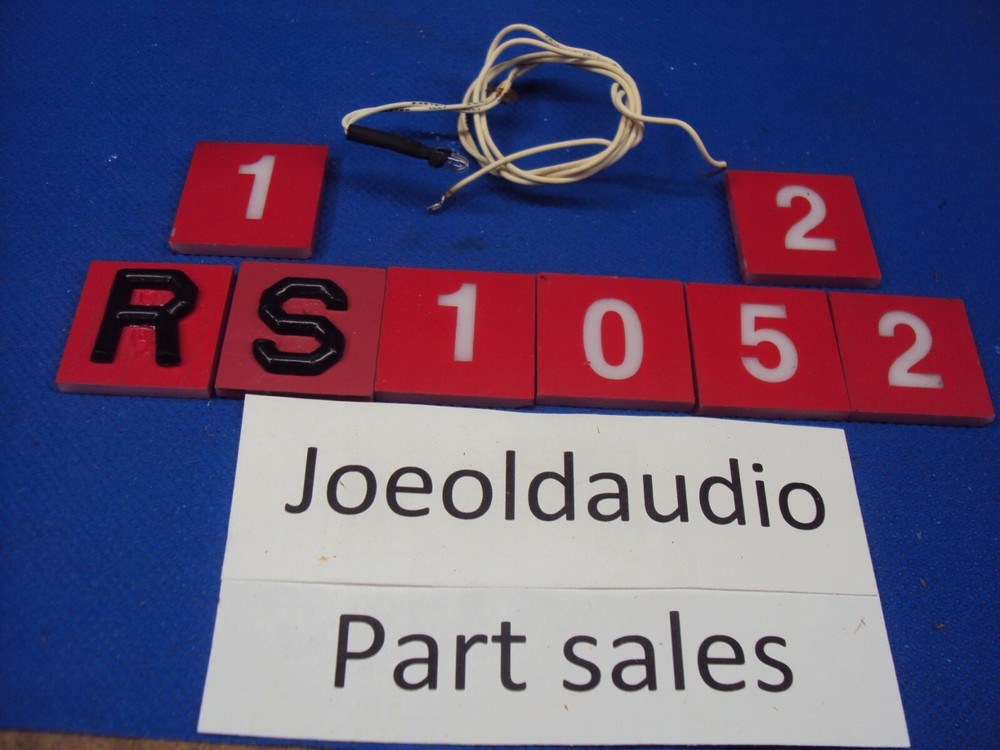 1 2
RS1052
Joeoldaudio
Part sales